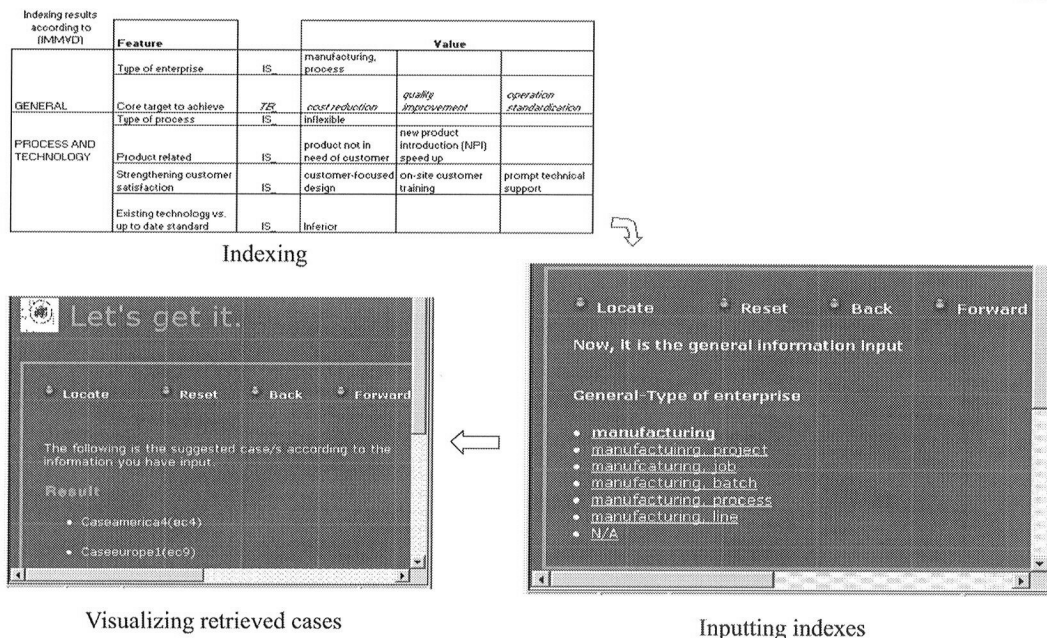 Indexing results
according to
(IMMVD)
Feature
Value
Type of enterprise IS_ manufacturing, process
GENERAL Core target to achieve TB_ cost reduction quality improvement operation standardization
Type of process IS_ inflexible
PROCESS AND TECHNOLOGY Product related IS_ product not in need of customer new product introduction (NPI) speed up
Strengthening customer satisfaction IS_ customer-focused design on-site customer training prompt technical support
Existing technology vs. up to date standard IS_ Inferior
Indexing
Locate Reset Back Forward
Now, it is the general information input
General-Type of enterprise
manufacturing
manufactuinrg, project
manufcaturing, job
manufacturing, batch
manufacturing, process
manufacturing, line
N/A
Inputting indexes
Let's get it.
Locate Reset Back Forward
The following is the suggested case/s according to the
information you have input.
Result
Caseamerica4(ec4)
Caseeurope1(ec9)
Visualizing retrieved cases